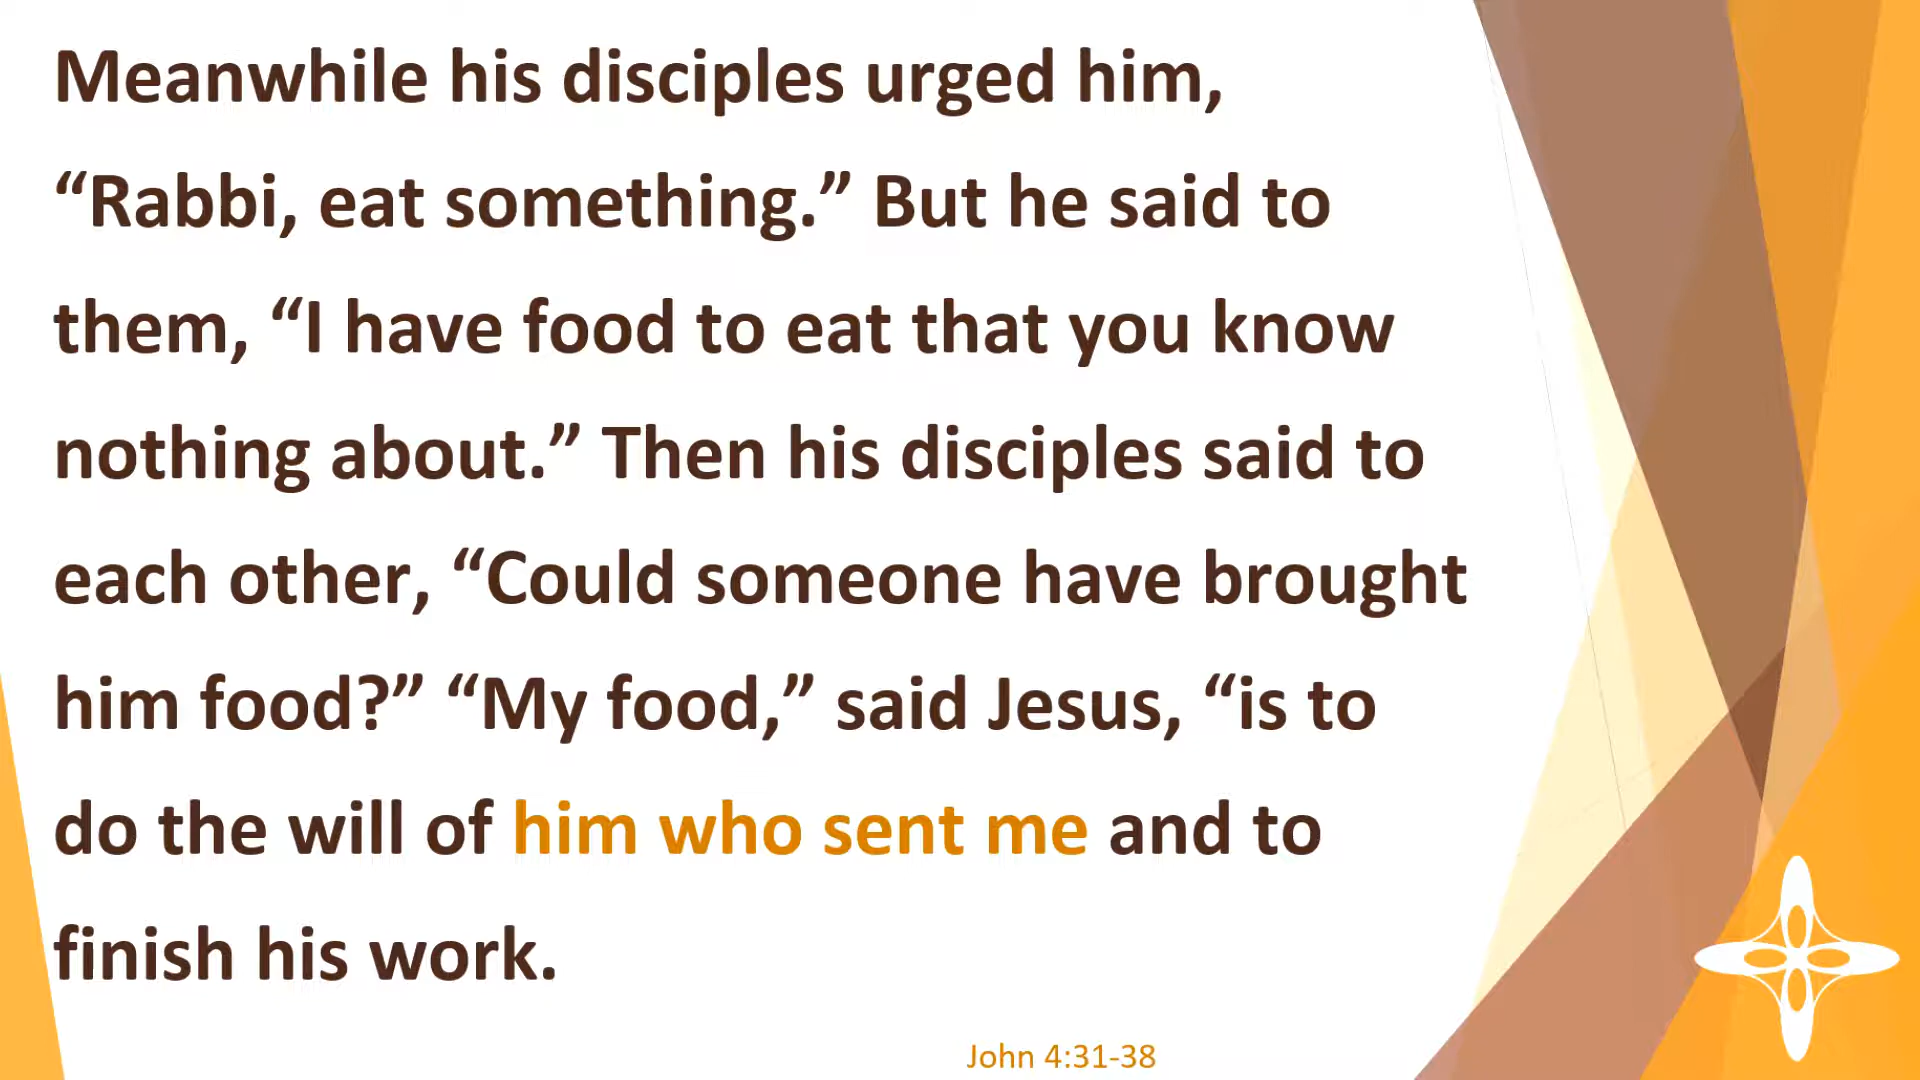 Meanwhile his disciples urged him,
“Rabbi, eat something.” But he said to
them, “I have food to eat that you know
nothing about.” Then his disciples said to
each other, “Could someone have brought
him food?” “My food,” said Jesus, “is to
do the will of him who sent me and to
finish his work.
John 4:31-38